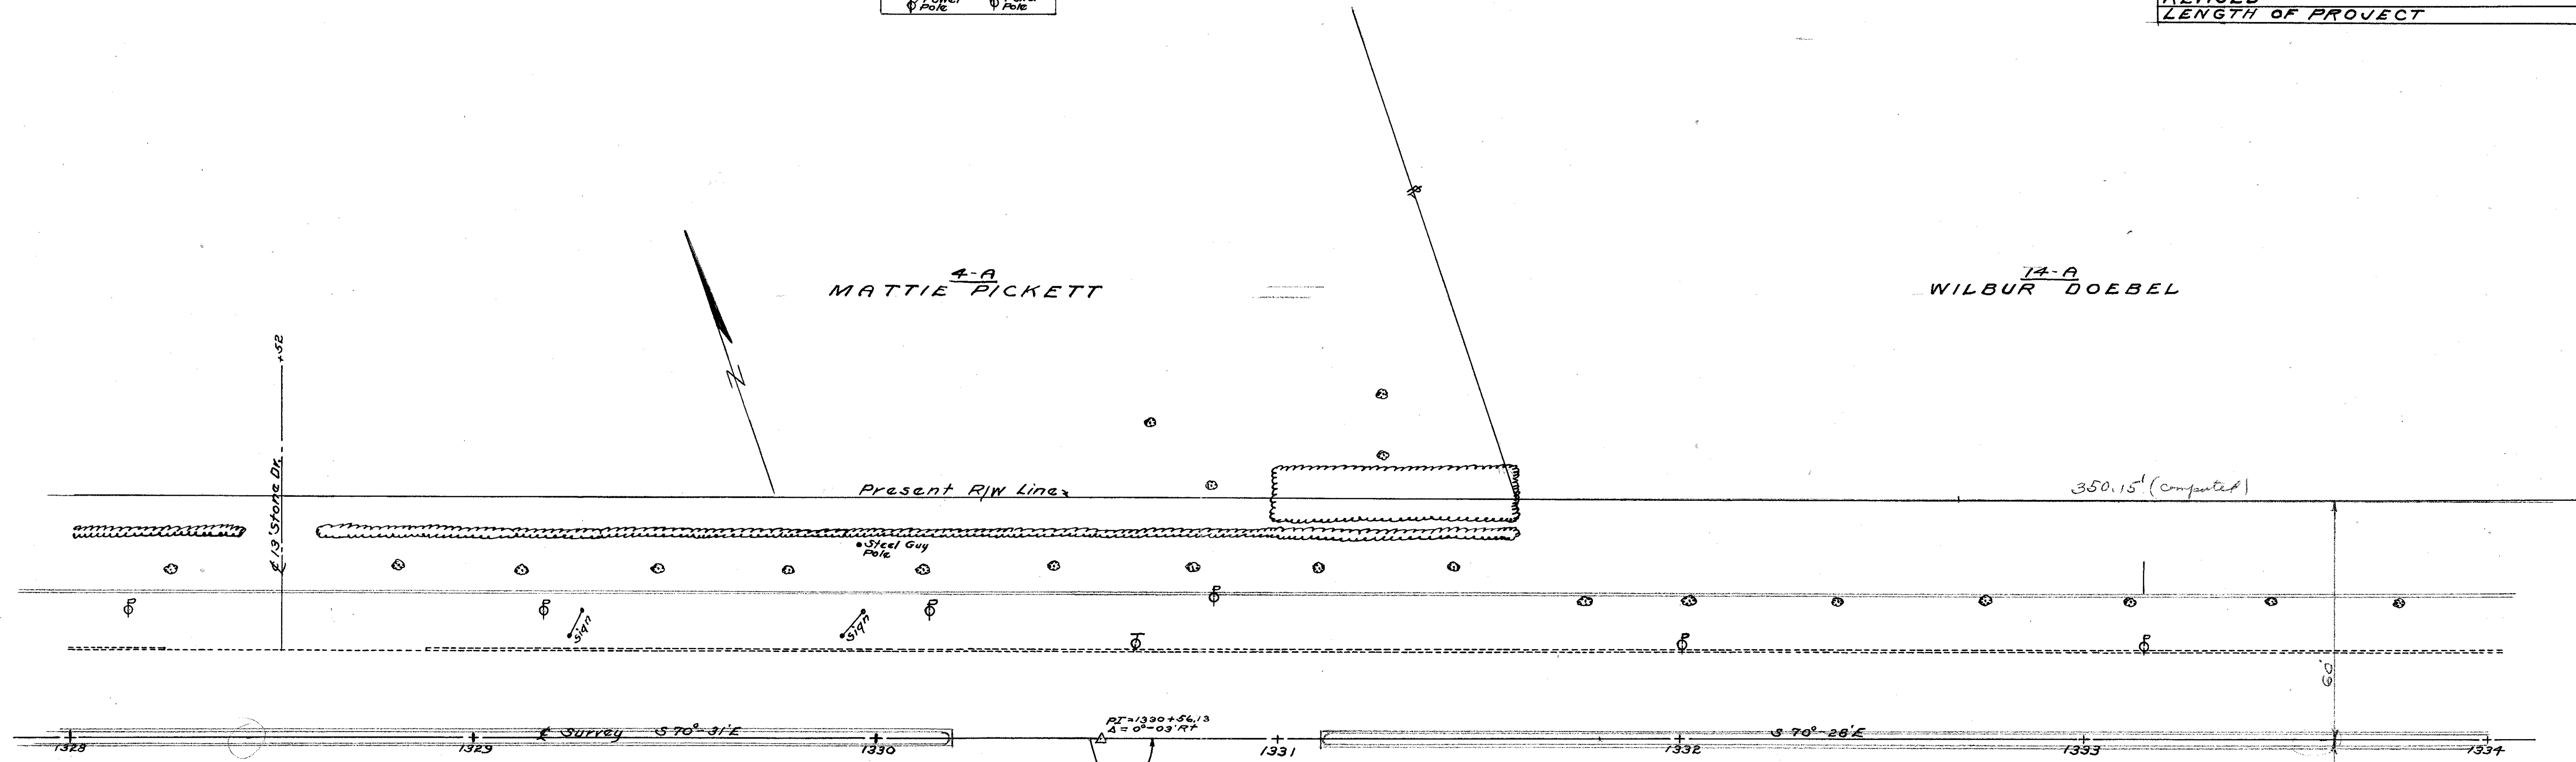 Pole Pole
LENGTH OF PROJECT
4-A
MATTIE PICKETT
14-A
WILBUR DOEBEL
+52
℄ 13' Stone Dr.
N
Present R/W Line
350.15' (computed)
Steel Guy
Pole
P P P P
Sign Sign
T P P
60'
PI=1330+56.13
Δ=0°-03'Rt
℄ Survey S 70°-31'E
S 70°-28'E
1328 1329 1330 1331 1332 1333 1334